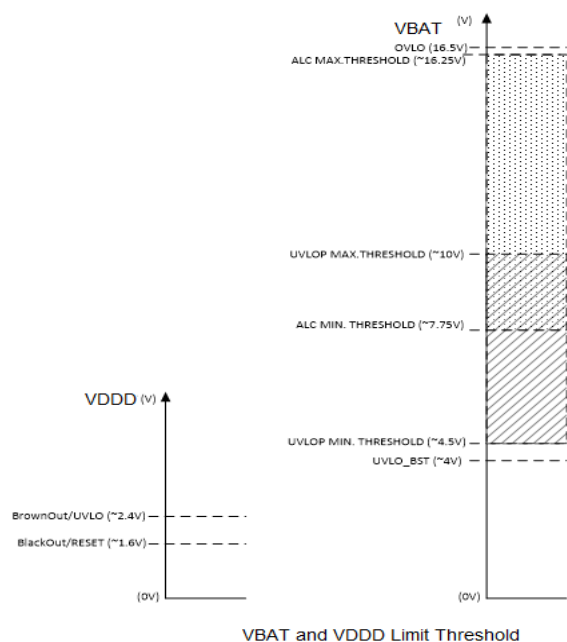 VBAT (V)
OVLO (16.5V)
ALC MAX.THRESHOLD (~16.25V)
UVLOP MAX.THRESHOLD (~10V)
ALC MIN. THRESHOLD (~7.75V)
VDDD (V)
UVLOP MIN. THRESHOLD (~4.5V)
UVLO_BST (~4V)
BrownOut/UVLO (~2.4V)
BlackOut/RESET (~1.6V)
(0V)
(0V)
VBAT and VDDD Limit Threshold